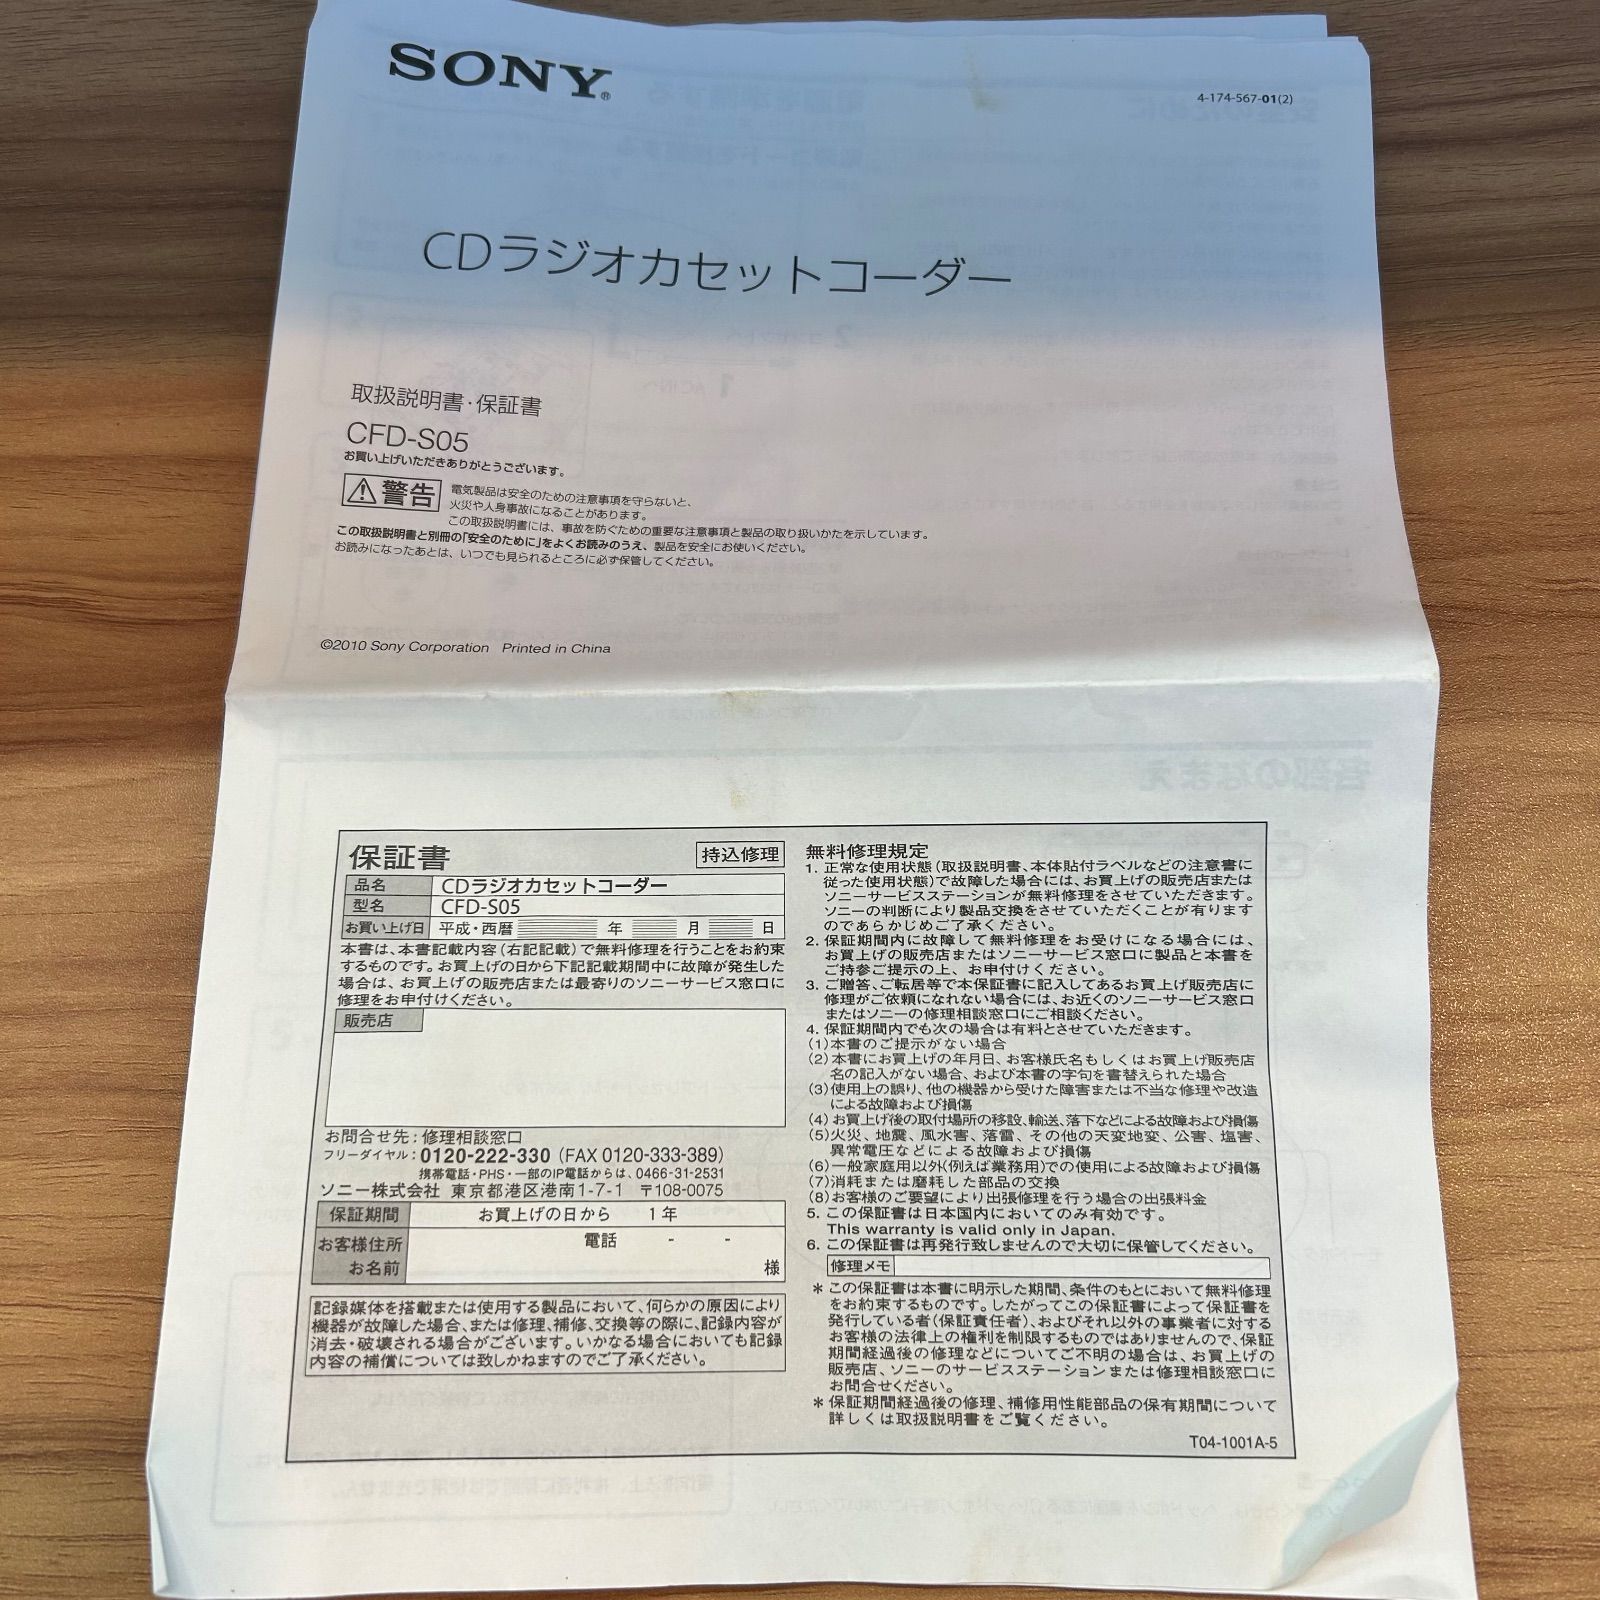 SONY®
4-174-567-01(2)
CDラジオカセットコーダー
取扱説明書・保証書
CFD-S05
お買い上げいただきありがとうございます。
警告
電気製品は安全のための注意事項を守らないと、
火災や人身事故になることがあります。
この取扱説明書には、事故を防ぐための重要な注意事項と製品の取り扱いかたを示しています。
この取扱説明書と別冊の「安全のために」をよくお読みのうえ、製品を安全にお使いください。
お読みになったあとは、いつでも見られるところに必ず保管してください。
©2010 Sony Corporation Printed in China
保証書 持込修理
品名 CDラジオカセットコーダー
型名 CFD-S05
お買い上げ日 平成・西暦 年 月 日
本書は、本書記載内容(右記記載)で無料修理を行うことをお約束
するものです。お買上げの日から下記記載期間中に故障が発生した
場合は、お買上げの販売店または最寄りのソニーサービス窓口に
修理をお申付けください。
販売店
お問合せ先:修理相談窓口
フリーダイヤル:0120-222-330 (FAX 0120-333-389)
携帯電話・PHS・一部のIP電話からは、0466-31-2531
ソニー株式会社 東京都港区港南1-7-1 〒108-0075
保証期間 お買上げの日から 1年
お客様住所 電話 - -
お名前 様
記録媒体を搭載または使用する製品において、何らかの原因により
機器が故障した場合、または修理、補修、交換等の際に、記録内容が
消去・破壊される場合がございます。いかなる場合においても記録
内容の補償については致しかねますのでご了承ください。
無料修理規定
1. 正常な使用状態(取扱説明書、本体貼付ラベルなどの注意書に
従った使用状態)で故障した場合には、お買上げの販売店または
ソニーサービスステーションが無料修理をさせていただきます。
ソニーの判断により製品交換をさせていただくことが有ります
のであらかじめご了承ください。
2. 保証期間内に故障して無料修理をお受けになる場合には、
お買上げの販売店またはソニーサービス窓口に製品と本書を
ご持参ご提示の上、お申付けください。
3. ご贈答、ご転居等で本保証書に記入してあるお買上げ販売店に
修理がご依頼になれない場合には、お近くのソニーサービス窓口
またはソニーの修理相談窓口にご相談ください。
4. 保証期間内でも次の場合は有料とさせていただきます。
(1)本書のご提示がない場合
(2)本書にお買上げの年月日、お客様氏名もしくはお買上げ販売店
名の記入がない場合、および本書の字句を書替えられた場合
(3)使用上の誤り、他の機器から受けた障害または不当な修理や改造
による故障および損傷
(4)お買上げ後の取付場所の移設、輸送、落下などによる故障および損傷
(5)火災、地震、風水害、落雷、その他の天変地変、公害、塩害、
異常電圧などによる故障および損傷
(6)一般家庭用以外(例えば業務用)での使用による故障および損傷
(7)消耗または磨耗した部品の交換
(8)お客様のご要望により出張修理を行う場合の出張料金
5. この保証書は日本国内においてのみ有効です。
This warranty is valid only in Japan.
6. この保証書は再発行致しませんので大切に保管してください。
修理メモ
* この保証書は本書に明示した期間、条件のもとにおいて無料修理
をお約束するものです。したがってこの保証書によって保証書を
発行している者(保証責任者)、およびそれ以外の事業者に対する
お客様の法律上の権利を制限するものではありませんので、保証
期間経過後の修理などについてご不明の場合は、お買上げの
販売店、ソニーのサービスステーションまたは修理相談窓口に
お問合せください。
* 保証期間経過後の修理、補修用性能部品の保有期間について
詳しくは取扱説明書をご覧ください。
T04-1001A-5